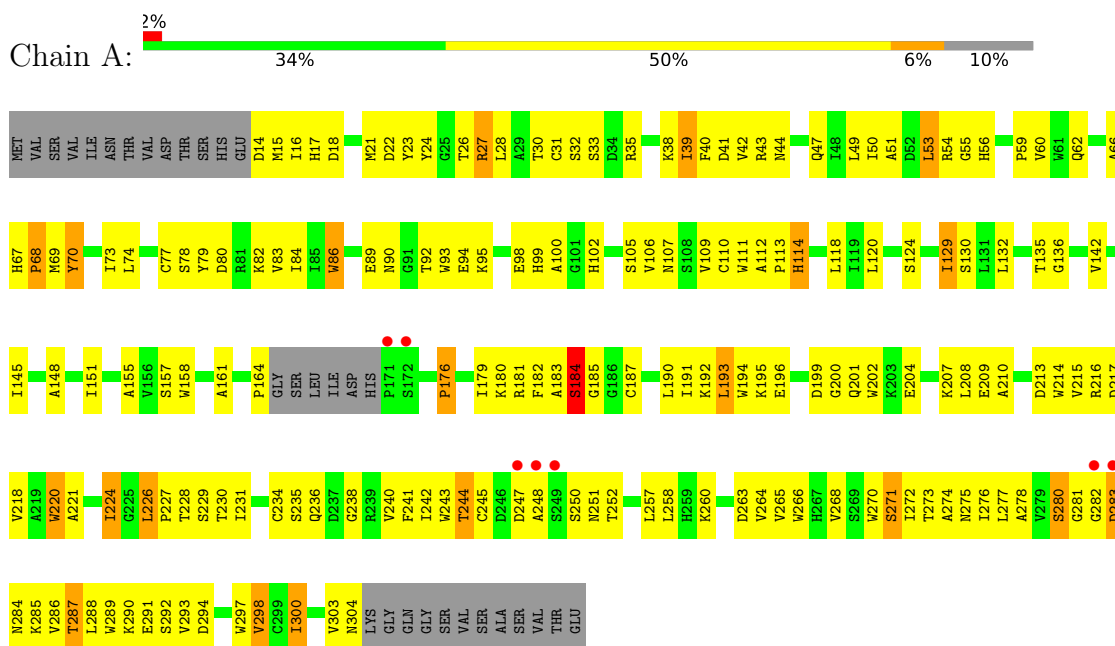 2%
Chain A:
34% 50% 6% 10%
MET VAL SER VAL ILE ASN THR VAL ASP THR SER HIS GLU D14 M15 I16 H17 D18 M21 D22 Y23 Y24 G25 T26 R27 L28 A29 T30 C31 S32 S33 D34 R35 K38 I39 F40 D41 V42 R43 N44 Q47 I48 L49 I50 A51 D52 L53 R54 G55 H56 P59 V60 W61 Q62 A66
H67 P68 M69 Y70 I73 L74 C77 S78 Y79 D80 R81 K82 V83 I84 I85 W86 E89 N90 G91 T92 W93 E94 K95 E98 H99 A100 G101 H102 S105 V106 N107 S108 V109 C110 W111 A112 P113 H114 L118 I119 L120 S124 I129 S130 L131 L132 T135 G136 V142
I145 A148 I151 A155 V156 S157 W158 A161 P164 GLY SER LEU ILE ASP HIS P171 S172 P176 I179 K180 R181 F182 A183 S184 G185 G186 C187 L190 I191 K192 L193 W194 K195 E196 D199 G200 Q201 W202 K203 E204 K207 L208 E209 A210 D213 W214 V215 R216 D217
V218 A219 W220 A221 I224 G225 L226 P227 T228 S229 T230 I231 C234 S235 Q236 D237 G238 R239 V240 F241 I242 W243 T244 C245 D246 D247 A248 S249 S250 N251 T252 L257 L258 H259 K260 D263 V264 V265 W266 H267 V268 S269 W270 S271 I272 T273 A274 N275 I276 L277 A278 V279 S280 G281 G282 D283
N284 K285 V286 T287 L288 W289 K290 E291 S292 V293 D294 W297 V298 C299 I300 V303 N304 LYS GLY GLN GLY SER VAL SER ALA SER VAL THR GLU